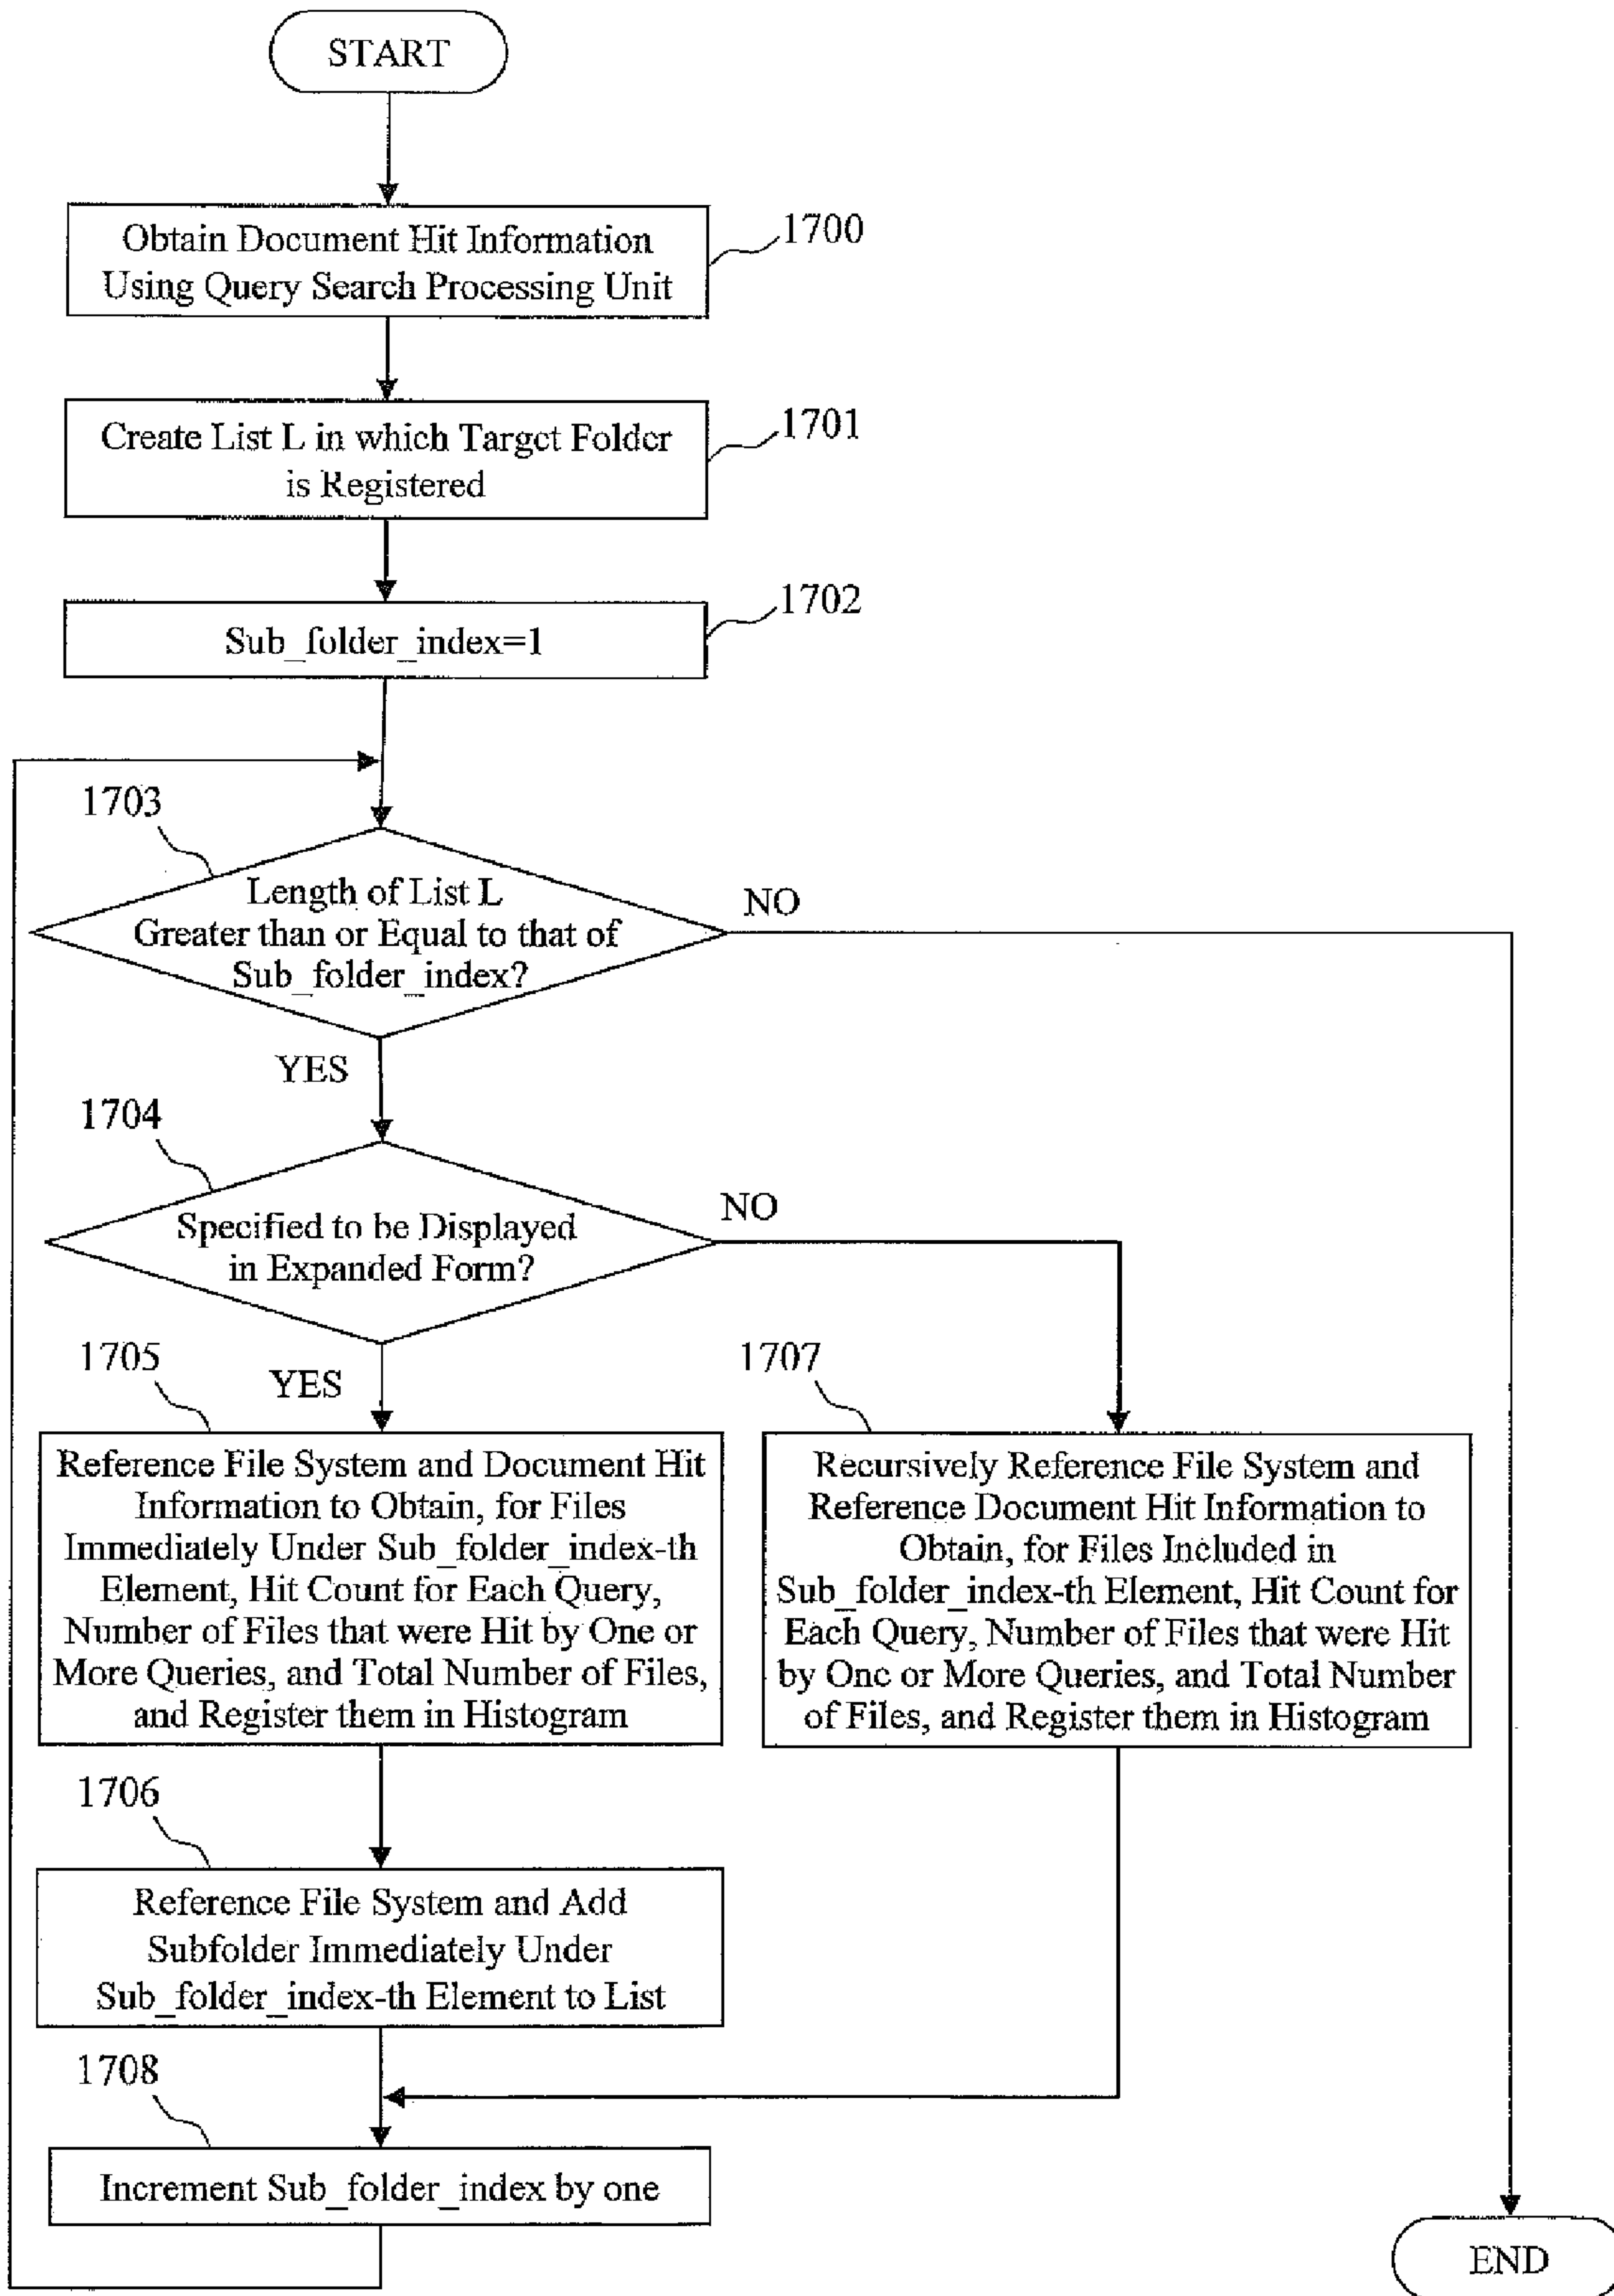 START
Obtain Document Hit Information
Using Query Search Processing Unit
1700
Create List L in which Target Folder
is Registered
1701
Sub_folder_index=1
1702
1703
Length of List L
Greater than or Equal to that of
Sub_folder_index?
NO
YES
1704
Specified to be Displayed
in Expanded Form?
NO
YES
1705
Reference File System and Document Hit
Information to Obtain, for Files
Immediately Under Sub_folder_index-th
Element, Hit Count for Each Query,
Number of Files that were Hit by One or
More Queries, and Total Number of Files,
and Register them in Histogram
1707
Recursively Reference File System and
Reference Document Hit Information to
Obtain, for Files Included in
Sub_folder_index-th Element, Hit Count for
Each Query, Number of Files that were Hit
by One or More Queries, and Total Number
of Files, and Register them in Histogram
1706
Reference File System and Add
Subfolder Immediately Under
Sub_folder_index-th Element to List
1708
Increment Sub_folder_index by one
END